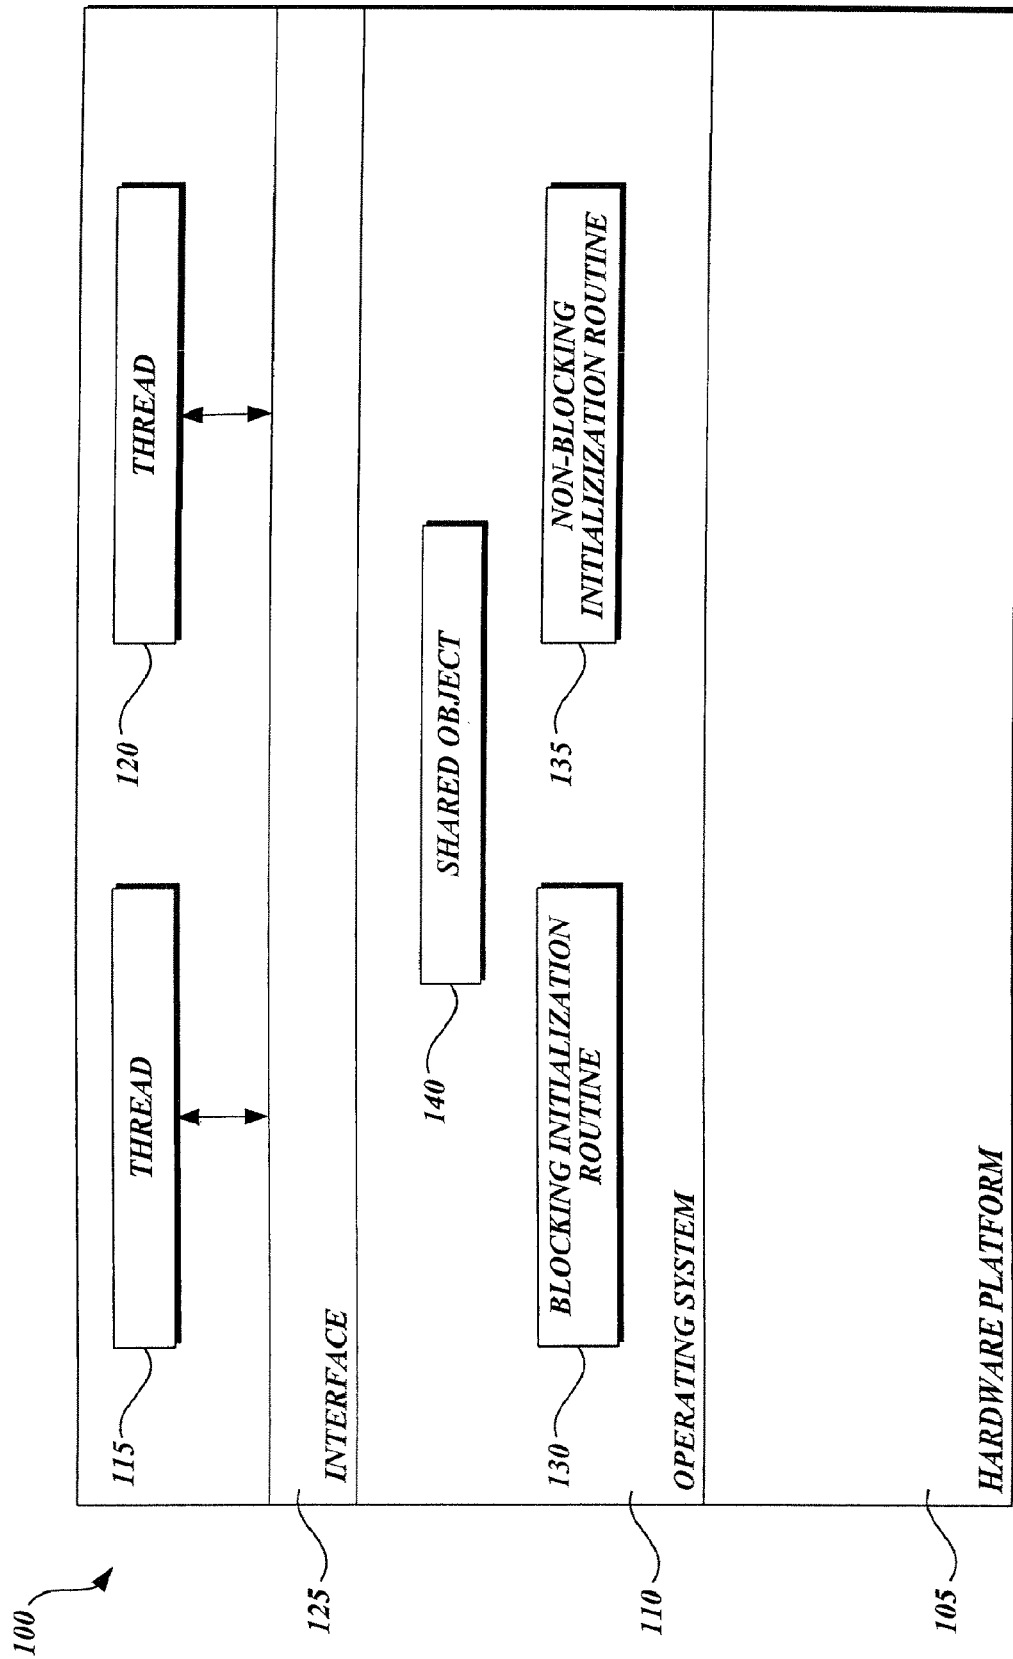 100
115
THREAD
120
THREAD
125
INTERFACE
140
SHARED OBJECT
130
BLOCKING INITIALIZATION
ROUTINE
135
NON-BLOCKING
INITIALIZIZATION ROUTINE
110
OPERATING SYSTEM
105
HARDWARE PLATFORM